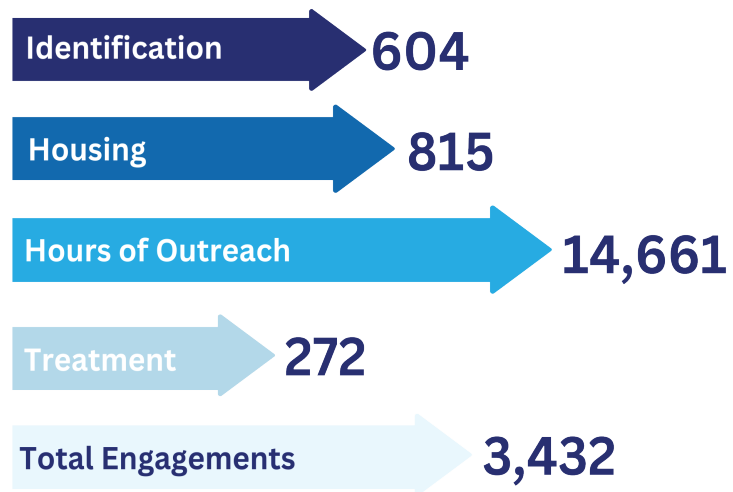 Identification 604
Housing 815
Hours of Outreach 14,661
Treatment 272
Total Engagements 3,432